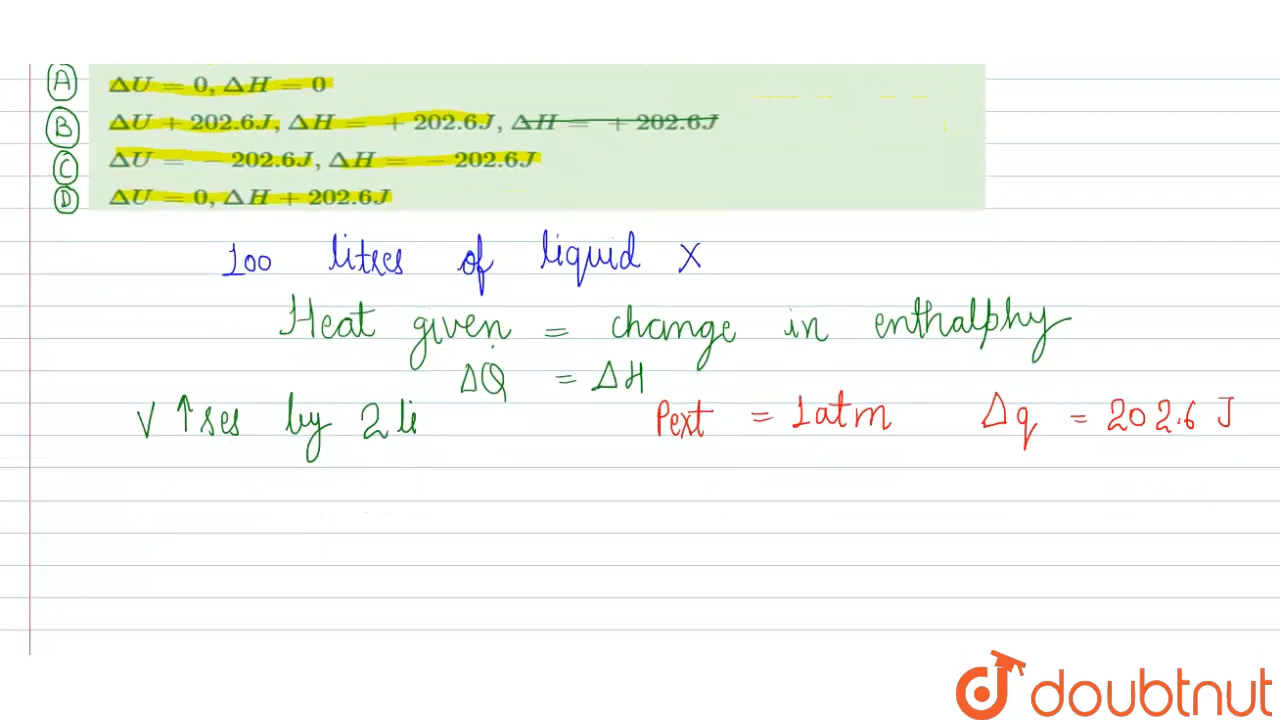 A ΔU = 0, ΔH = 0
B ΔU + 202.6J, ΔH = + 202.6J, ΔH = + 202.6J
C ΔU = − 202.6J, ΔH = − 202.6J
D ΔU = 0, ΔH + 202.6J
100 litres of liquid X
Heat given = change in enthalphy
ΔQ = ΔH
V ↑ses by 2 li Pext = 1atm Δq = 202.6 J
doubtnut